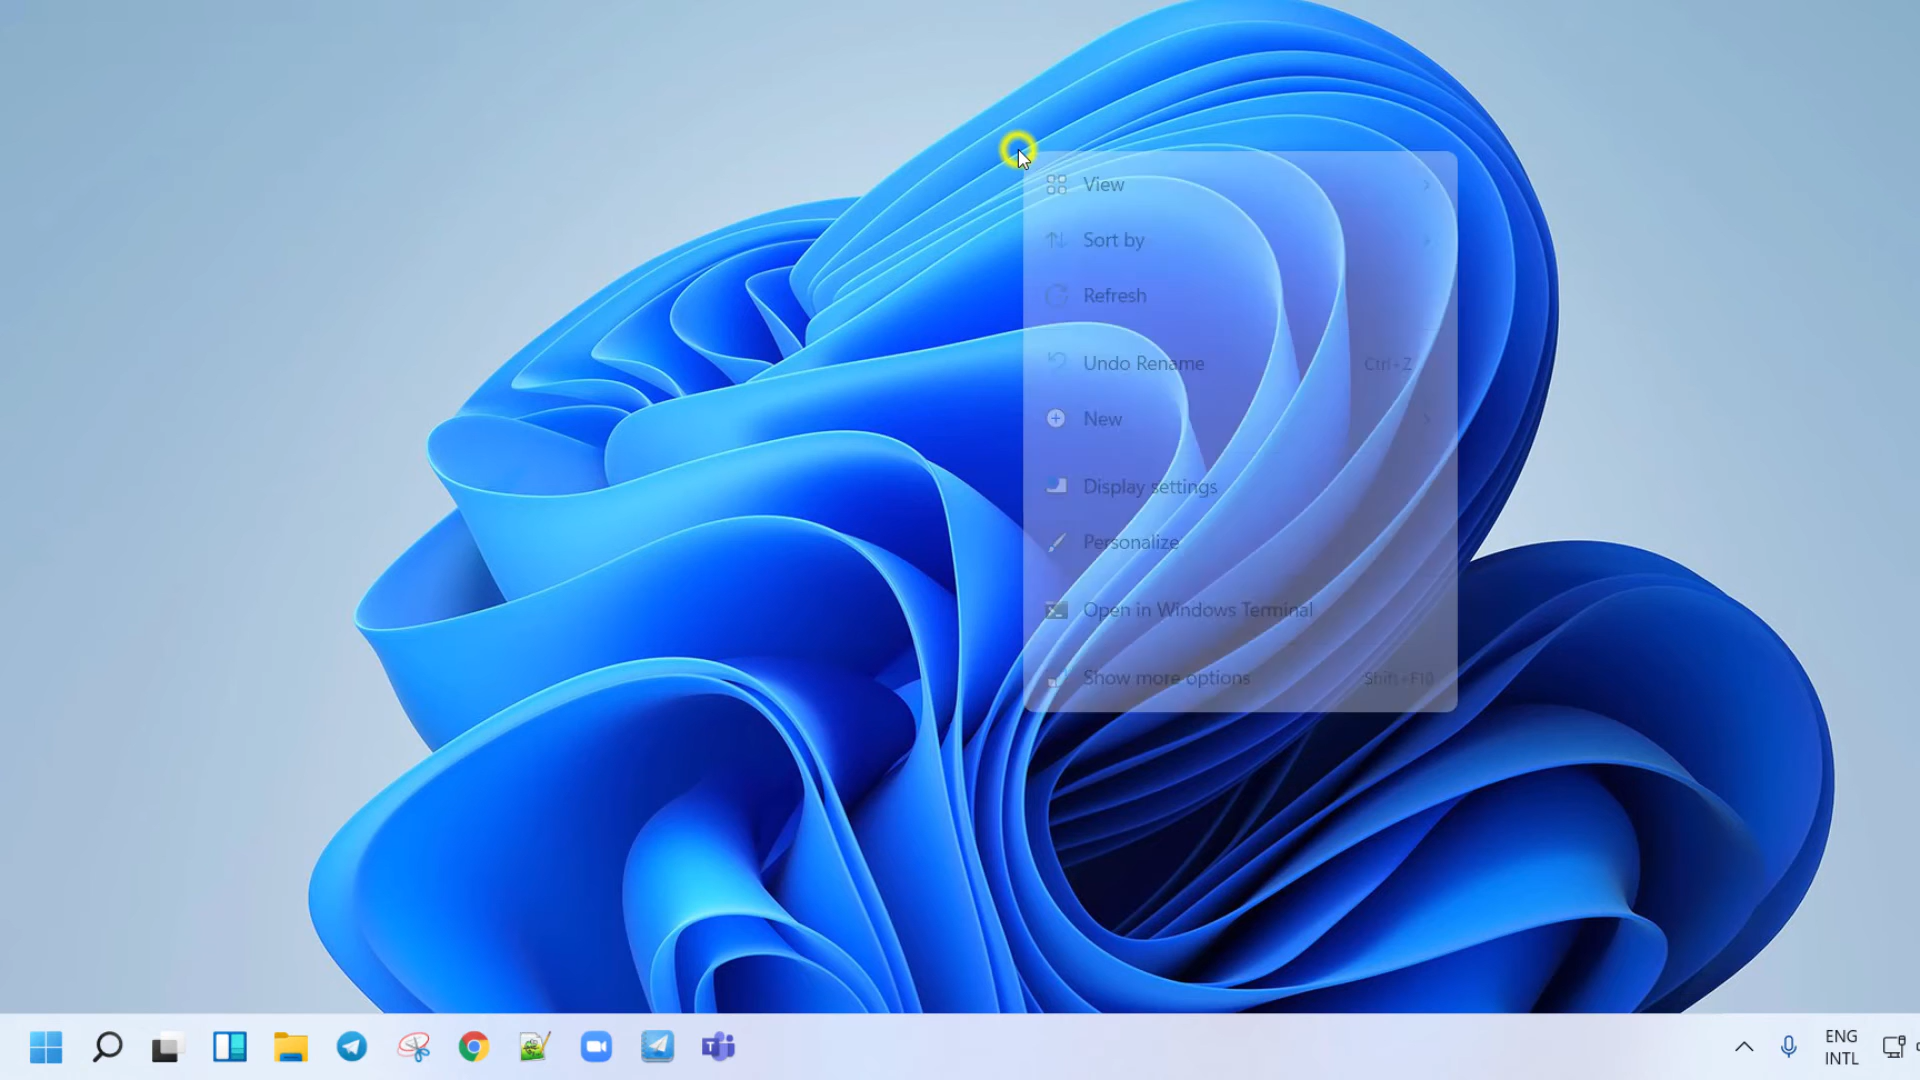 View
Sort by
Refresh
Undo Rename Ctrl+Z
New
Display settings
Personalize
Open in Windows Terminal
Show more options Shift+F10
ENG
INTL